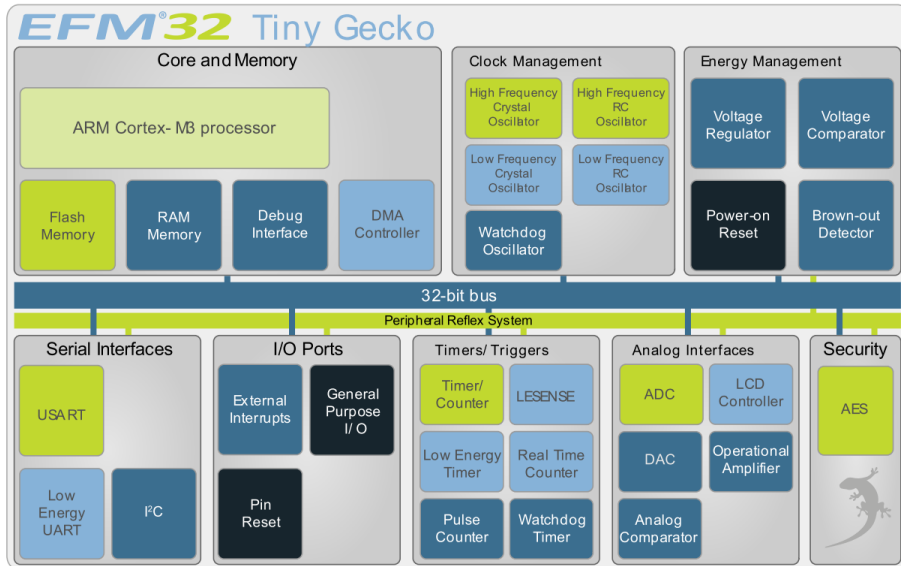 EFM®32 Tiny Gecko
Core and Memory
ARM Cortex- M3 processor
Flash
Memory
RAM
Memory
Debug
Interface
DMA
Controller
Clock Management
High Frequency
Crystal
Oscillator
High Frequency
RC
Oscillator
Low Frequency
Crystal
Oscillator
Low Frequency
RC
Oscillator
Watchdog
Oscillator
Energy Management
Voltage
Regulator
Voltage
Comparator
Power-on
Reset
Brown-out
Detector
32-bit bus
Peripheral Reflex System
Serial Interfaces
USART
Low
Energy
UART
I²C
I/O Ports
External
Interrupts
General
Purpose
I/ O
Pin
Reset
Timers/ Triggers
Timer/
Counter
LESENSE
Low Energy
Timer
Real Time
Counter
Pulse
Counter
Watchdog
Timer
Analog Interfaces
ADC
LCD
Controller
DAC
Operational
Amplifier
Analog
Comparator
Security
AES